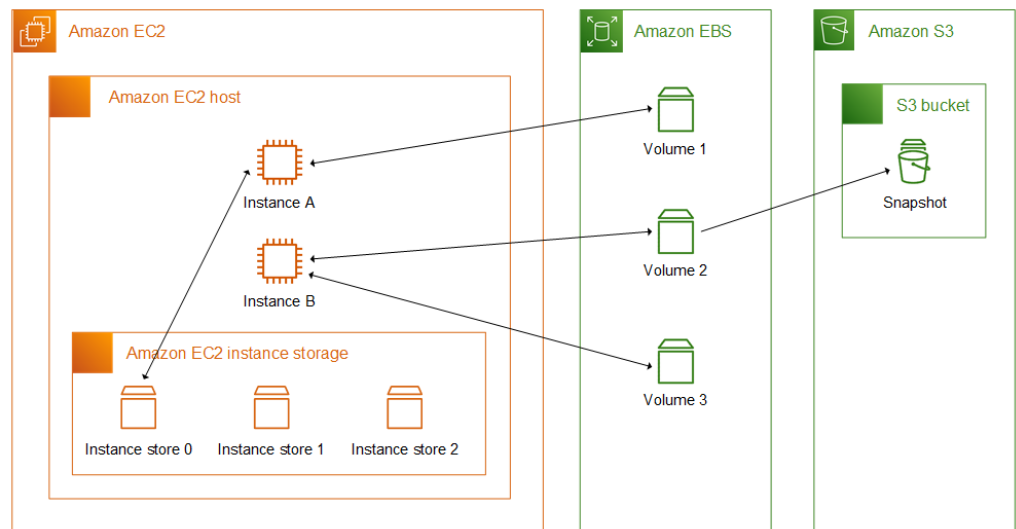 Amazon EC2
Amazon EBS
Amazon S3
Amazon EC2 host
S3 bucket
Volume 1
Instance A
Snapshot
Volume 2
Instance B
Amazon EC2 instance storage
Volume 3
Instance store 0
Instance store 1
Instance store 2